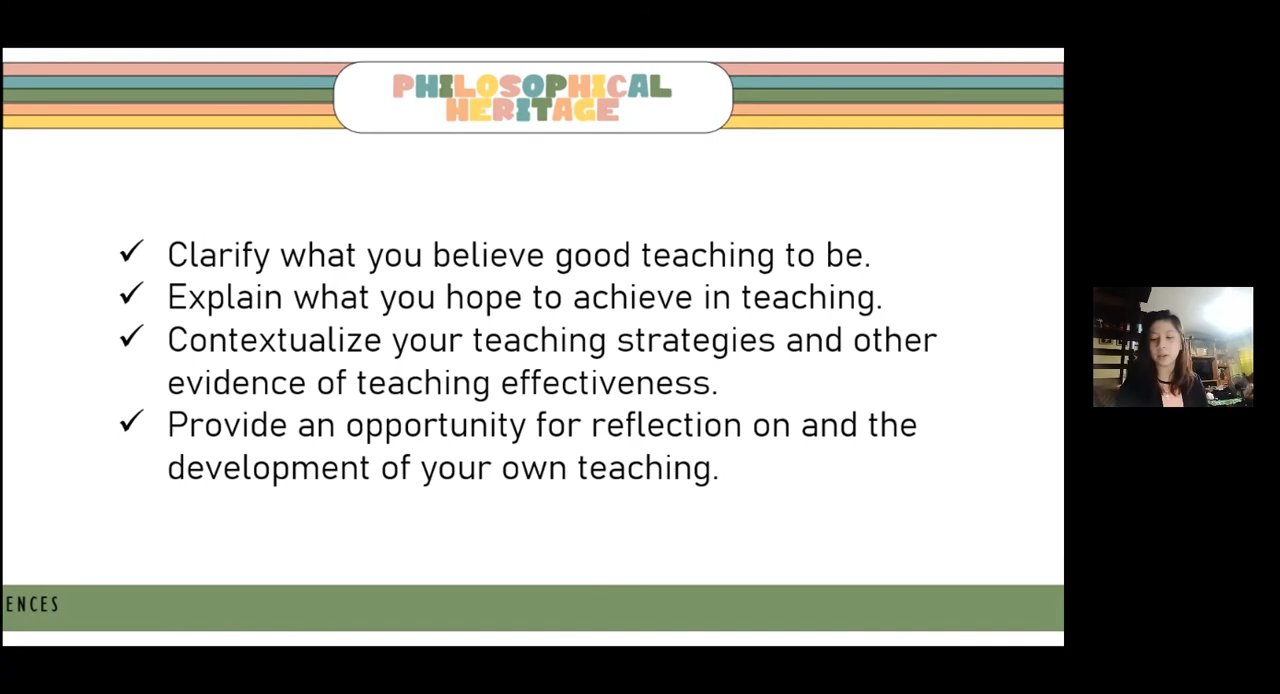 PHILOSOPHICAL
HERITAGE
✓ Clarify what you believe good teaching to be.
✓ Explain what you hope to achieve in teaching.
✓ Contextualize your teaching strategies and other
evidence of teaching effectiveness.
✓ Provide an opportunity for reflection on and the
development of your own teaching.
ENCES